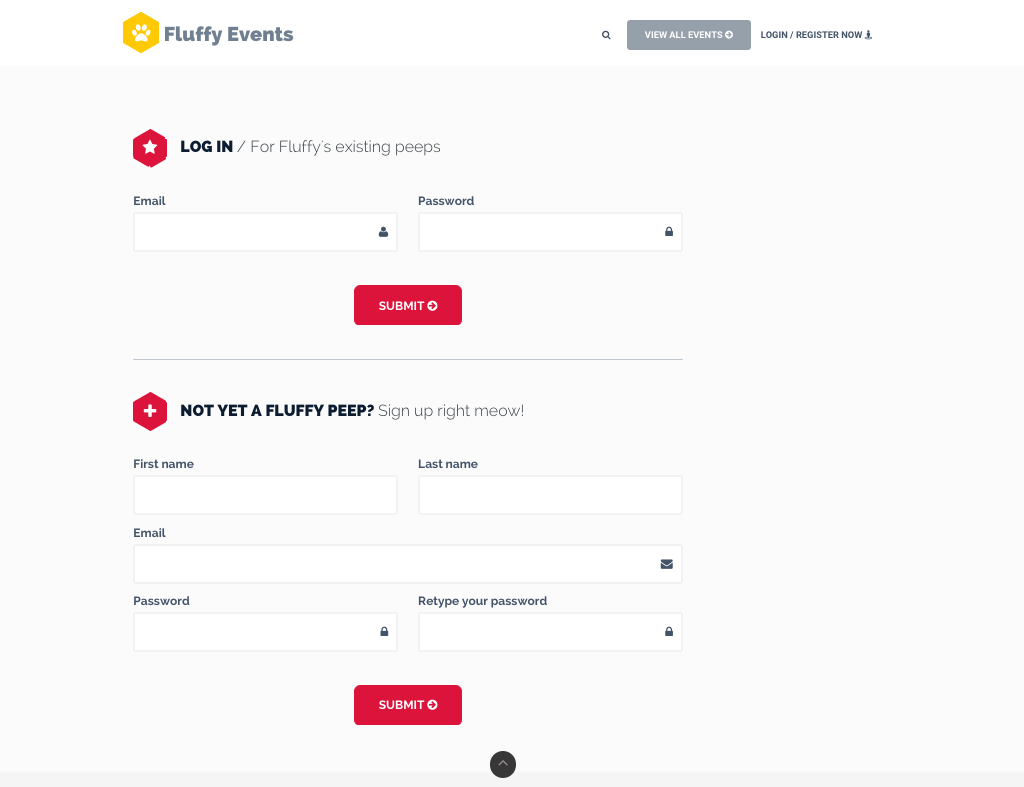 Fluffy Events
VIEW ALL EVENTS
LOGIN / REGISTER NOW
LOG IN / For Fluffy's existing peeps
Email
Password
SUBMIT
NOT YET A FLUFFY PEEP? Sign up right meow!
First name
Last name
Email
Password
Retype your password
SUBMIT